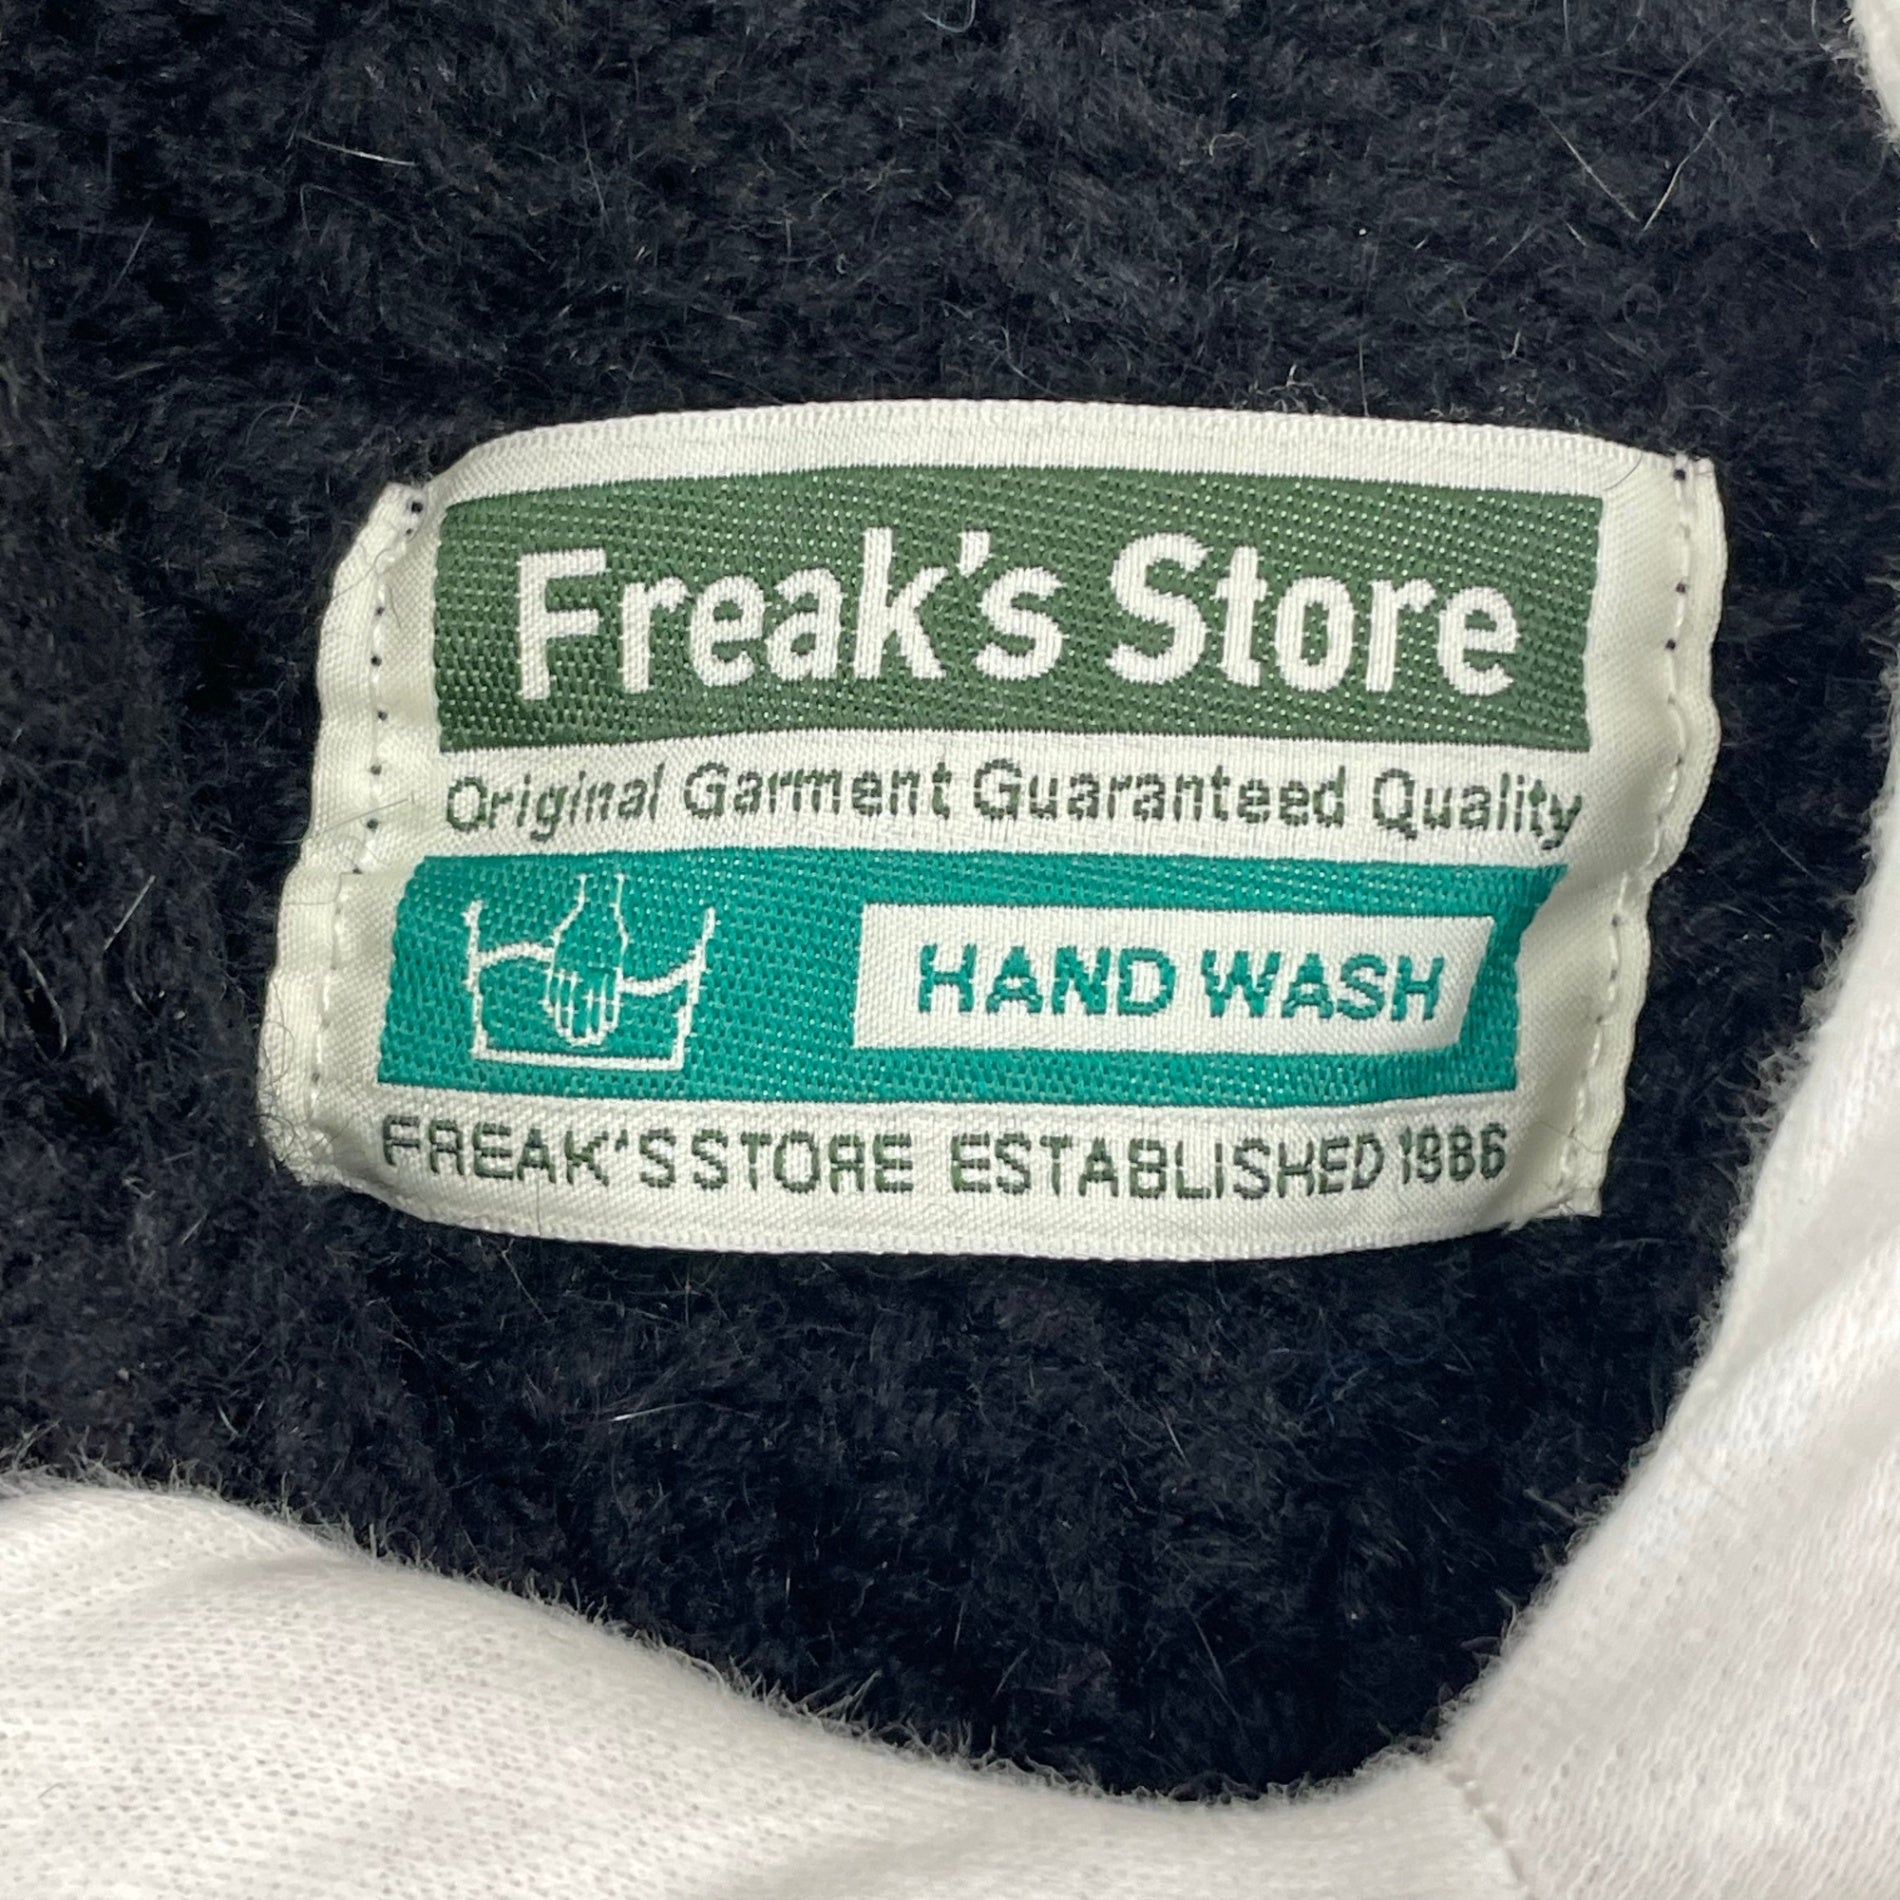 Freak's Store
Original Garment Guaranteed Quality
HAND WASH
FREAK'S STORE ESTABLISHED 1986